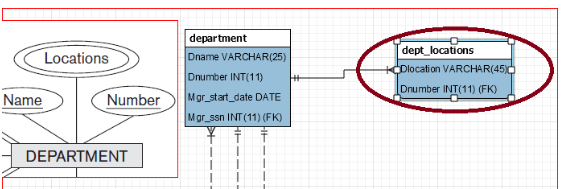 Locations
Name
Number
DEPARTMENT
department
Dname VARCHAR(25)
Dnumber INT(11)
Mgr_start_date DATE
Mgr_ssn INT(11) (FK)
dept_locations
Dlocation VARCHAR(45)
Dnumber INT(11) (FK)